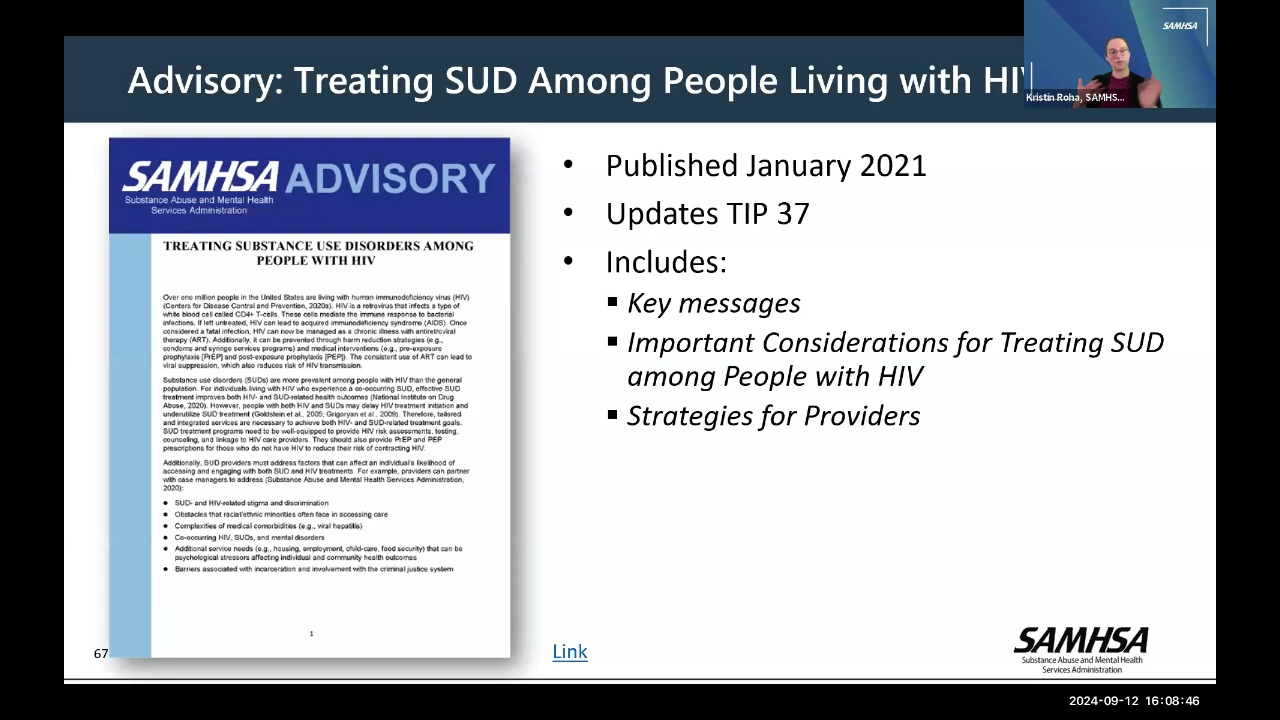 SAMHSA
Kristin Roha, SAMHS...
Advisory: Treating SUD Among People Living with HIV
SAMHSA ADVISORY
Substance Abuse and Mental Health
Services Administration
TREATING SUBSTANCE USE DISORDERS AMONG
PEOPLE WITH HIV
Over one million people in the United States are living with human immunodeficiency virus (HIV)
(Centers for Disease Control and Prevention, 2020a). HIV is a retrovirus that infects a type of
white blood cell called CD4+ T-cells. These cells mediate the immune response to bacterial
infections. If left untreated, HIV can lead to acquired immunodeficiency syndrome (AIDS). Once
considered a fatal infection, HIV can now be managed as a chronic illness with antiretroviral
therapy (ART). Additionally, it can be prevented through harm reduction strategies (e.g.,
condoms and syringe services programs) and medical interventions (e.g., pre-exposure
prophylaxis [PrEP] and post-exposure prophylaxis [PEP]). The consistent use of ART can lead to
viral suppression, which also reduces risk of HIV transmission.
Substance use disorders (SUDs) are more prevalent among people with HIV than the general
population. For individuals living with HIV who experience a co-occurring SUD, effective SUD
treatment improves both HIV- and SUD-related health outcomes (National Institute on Drug
Abuse, 2020). However, people with both HIV and SUDs may delay HIV treatment initiation and
underutilize SUD treatment (Goldstein et al., 2005; Grigoryan et al., 2009). Therefore, tailored
and integrated services are necessary to achieve both HIV- and SUD-related treatment goals.
SUD treatment programs need to be well-equipped to provide HIV risk assessments, testing,
counseling, and linkage to HIV care providers. They should also provide PrEP and PEP
prescriptions for those who do not have HIV to reduce their risk of contracting HIV.
Additionally, SUD providers must address factors that can affect an individual's likelihood of
accessing and engaging with both SUD and HIV treatments. For example, providers can partner
with case managers to address (Substance Abuse and Mental Health Services Administration,
2020):
● SUD- and HIV-related stigma and discrimination
● Obstacles that racial/ethnic minorities often face in accessing care
● Complexities of medical comorbidities (e.g., viral hepatitis)
● Co-occurring HIV, SUDs, and mental disorders
● Additional service needs (e.g., housing, employment, child-care, food security) that can be
psychological stressors affecting individual and community health outcomes
● Barriers associated with incarceration and involvement with the criminal justice system
1
• Published January 2021
• Updates TIP 37
• Includes:
▪ Key messages
▪ Important Considerations for Treating SUD
among People with HIV
▪ Strategies for Providers
67
Link
SAMHSA
Substance Abuse and Mental Health
Services Administration
2024-09-12 16:08:46